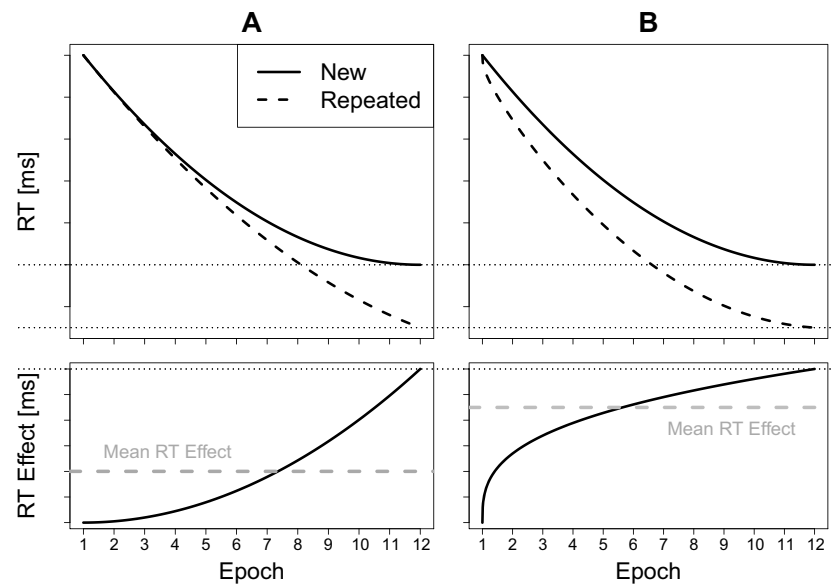 A
B
New
Repeated
RT [ms]
RT Effect [ms]
Mean RT Effect
Mean RT Effect
1 2 3 4 5 6 7 8 9 10 11 12
1 2 3 4 5 6 7 8 9 10 11 12
Epoch
Epoch